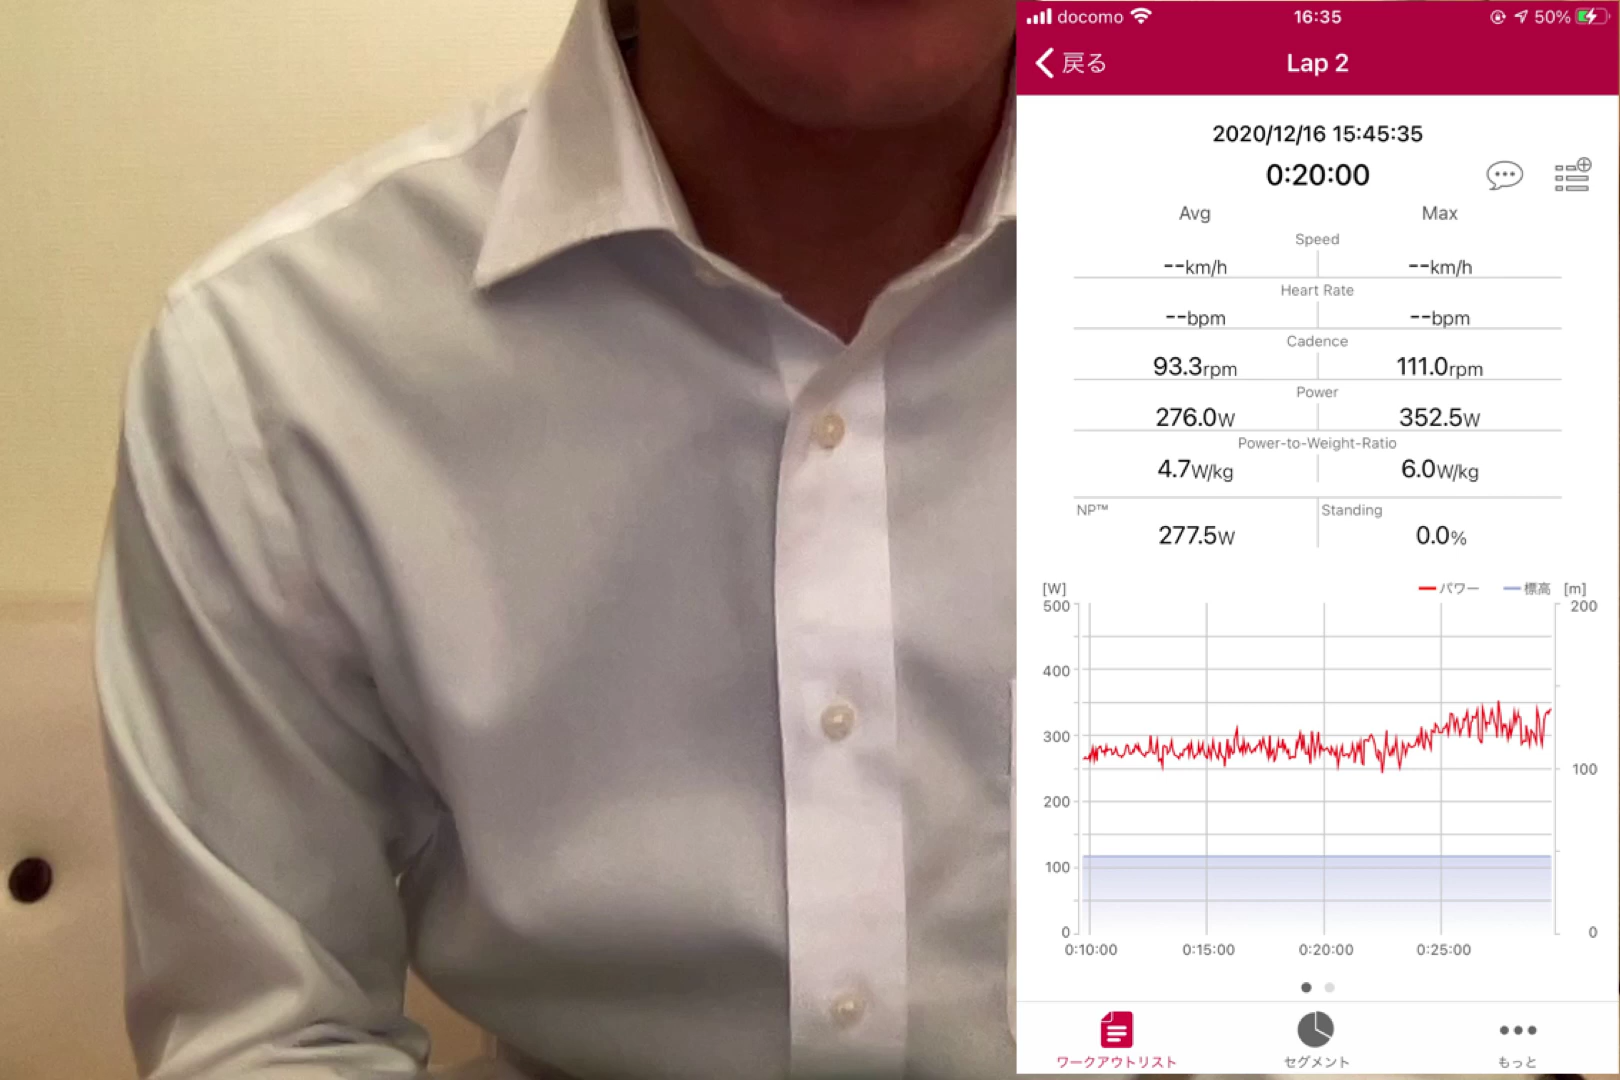 docomo 16:35 50%
戻る Lap 2
2020/12/16 15:45:35
0:20:00
Avg Max
Speed
--km/h --km/h
Heart Rate
--bpm --bpm
Cadence
93.3rpm 111.0rpm
Power
276.0W 352.5W
Power-to-Weight-Ratio
4.7W/kg 6.0W/kg
NP™ Standing
277.5W 0.0%
[W] パワー 標高 [m]
500 200
400
300
100
200
100
0 0
0:10:00 0:15:00 0:20:00 0:25:00
ワークアウトリスト セグメント もっと